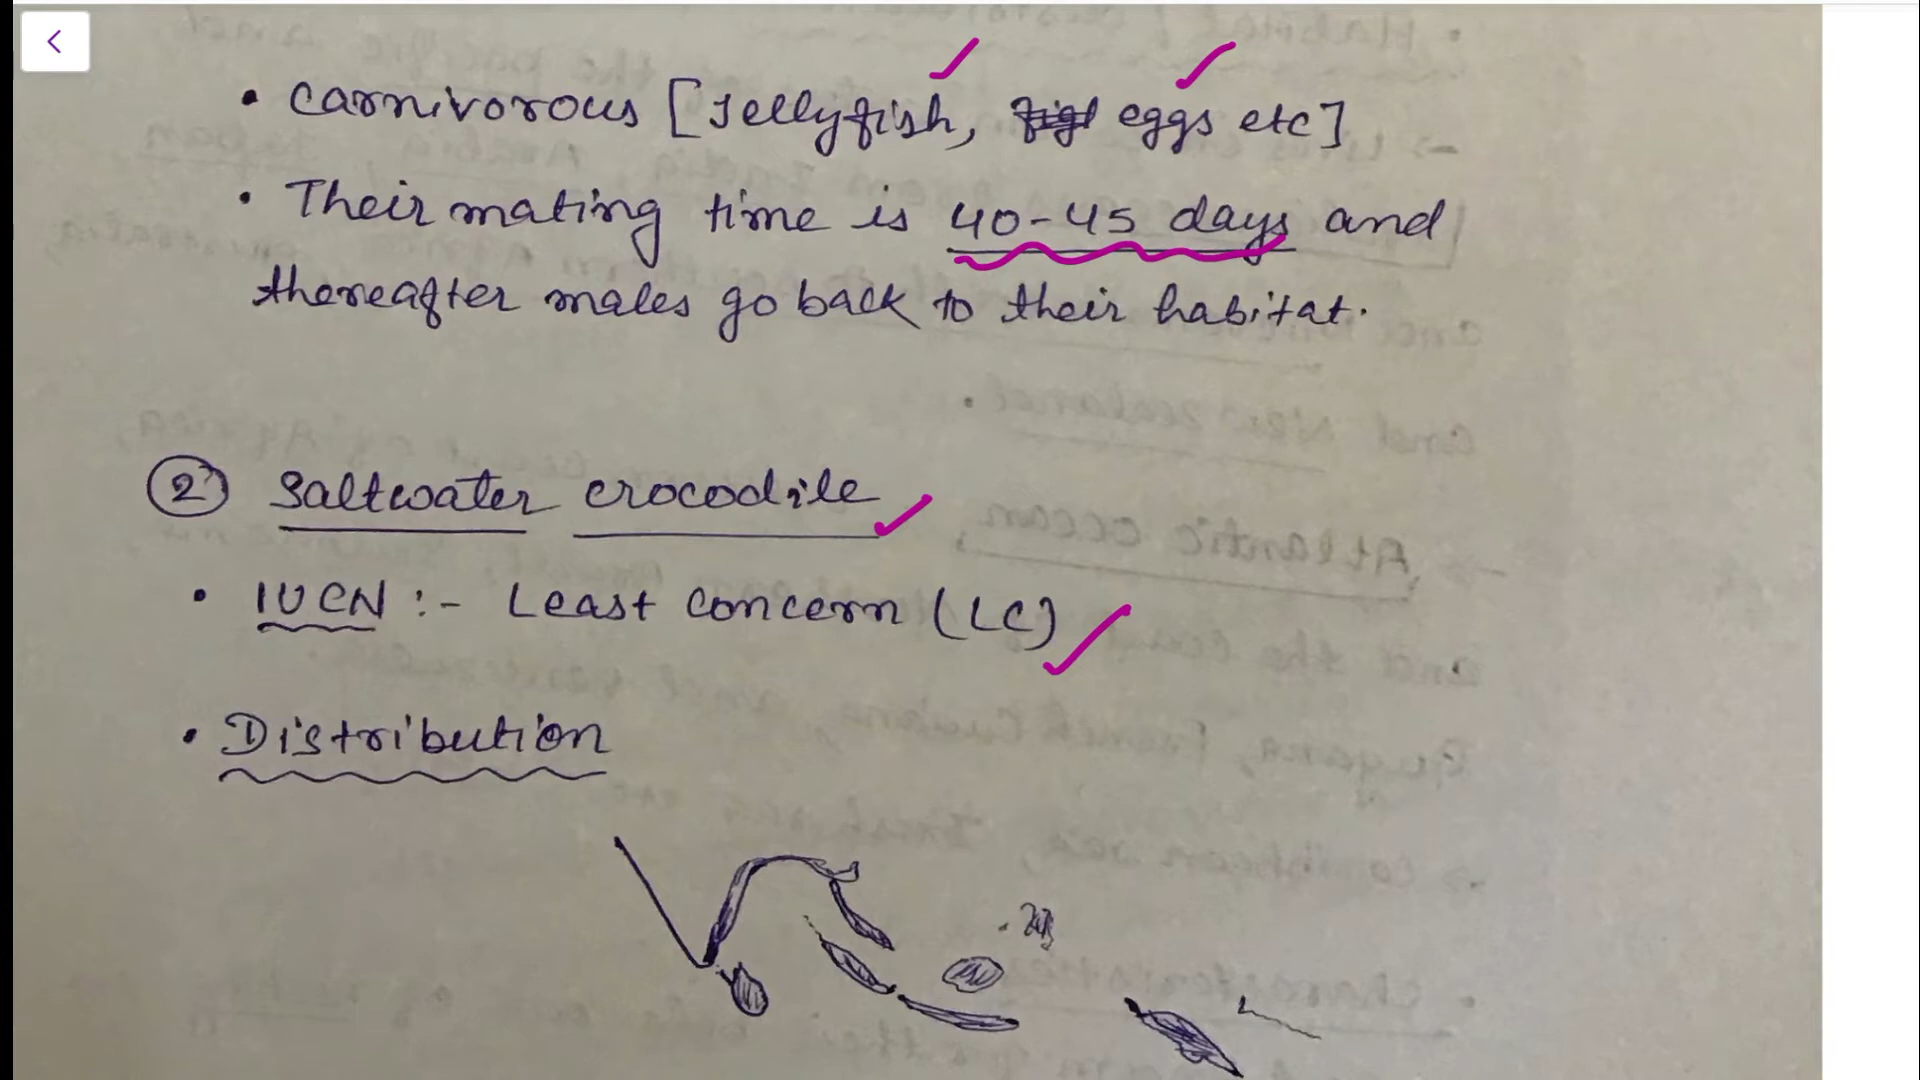 • Carnivorous [Jellyfish, eggs etc]
• Their mating time is 40-45 days and
thereafter males go back to their habitat.
② Saltwater crocodile
• IUCN :- Least concern (LC)
• Distribution